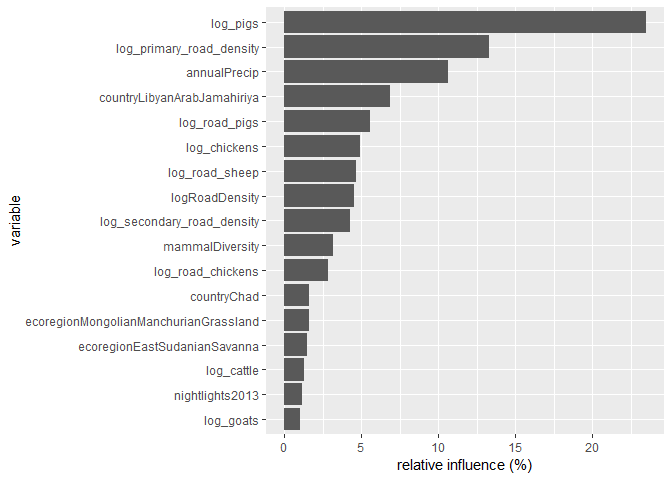 log_pigs
log_primary_road_density
annualPrecip
countryLibyanArabJamahiriya
log_road_pigs
log_chickens
log_road_sheep
logRoadDensity
log_secondary_road_density
mammalDiversity
log_road_chickens
countryChad
ecoregionMongolianManchurianGrassland
ecoregionEastSudanianSavanna
log_cattle
nightlights2013
log_goats
variable
0 5 10 15 20
relative influence (%)